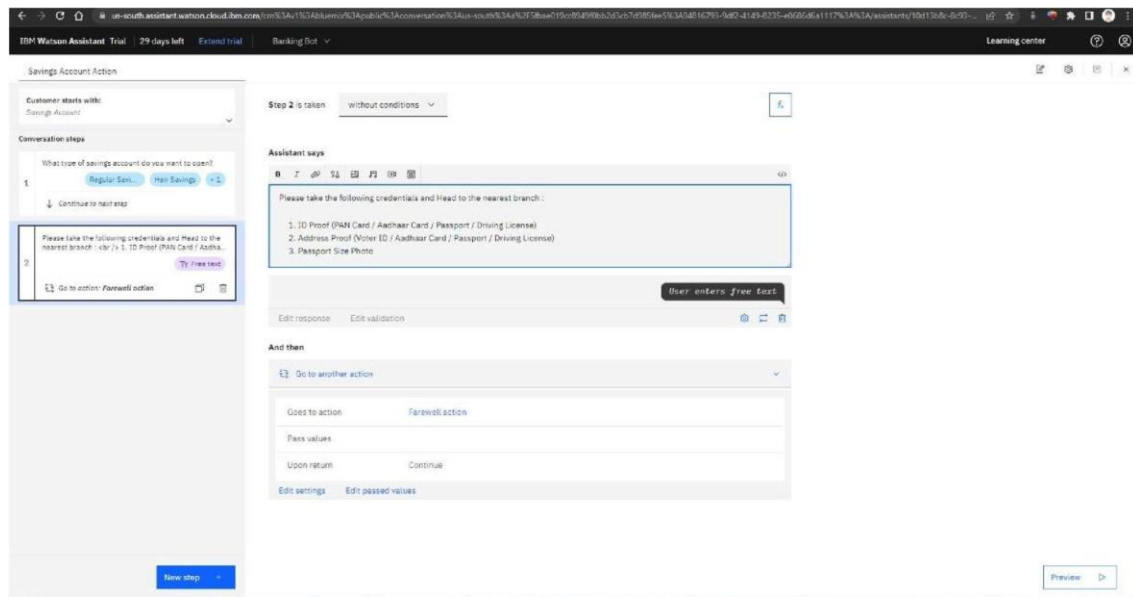 IBM Watson Assistant Trial 29 days left Extend trial Banking Bot Learning center
Savings Account Action
Customer starts with:
Savings Account
Conversation steps
What type of savings account do you want to open?
1
Regular Savi... + 1
Continue to next step
Please take the following credentials and Head to the
nearest branch : <br /> 1. ID Proof (PAN Card / Aadha...
2
Free text
Go to action: Farewell action
New step +
Step 2 is taken without conditions
fx
Assistant says
B I
Please take the following credentials and Head to the nearest branch :
1. ID Proof (PAN Card / Aadhaar Card / Passport / Driving License)
2. Address Proof (Voter ID / Aadhaar Card / Passport / Driving License)
3. Passport Size Photo
User enters free text
Edit response Edit validation
And then
Go to another action
Goes to action Farewell action
Pass values
Upon return Continue
Edit settings Edit passed values
Preview